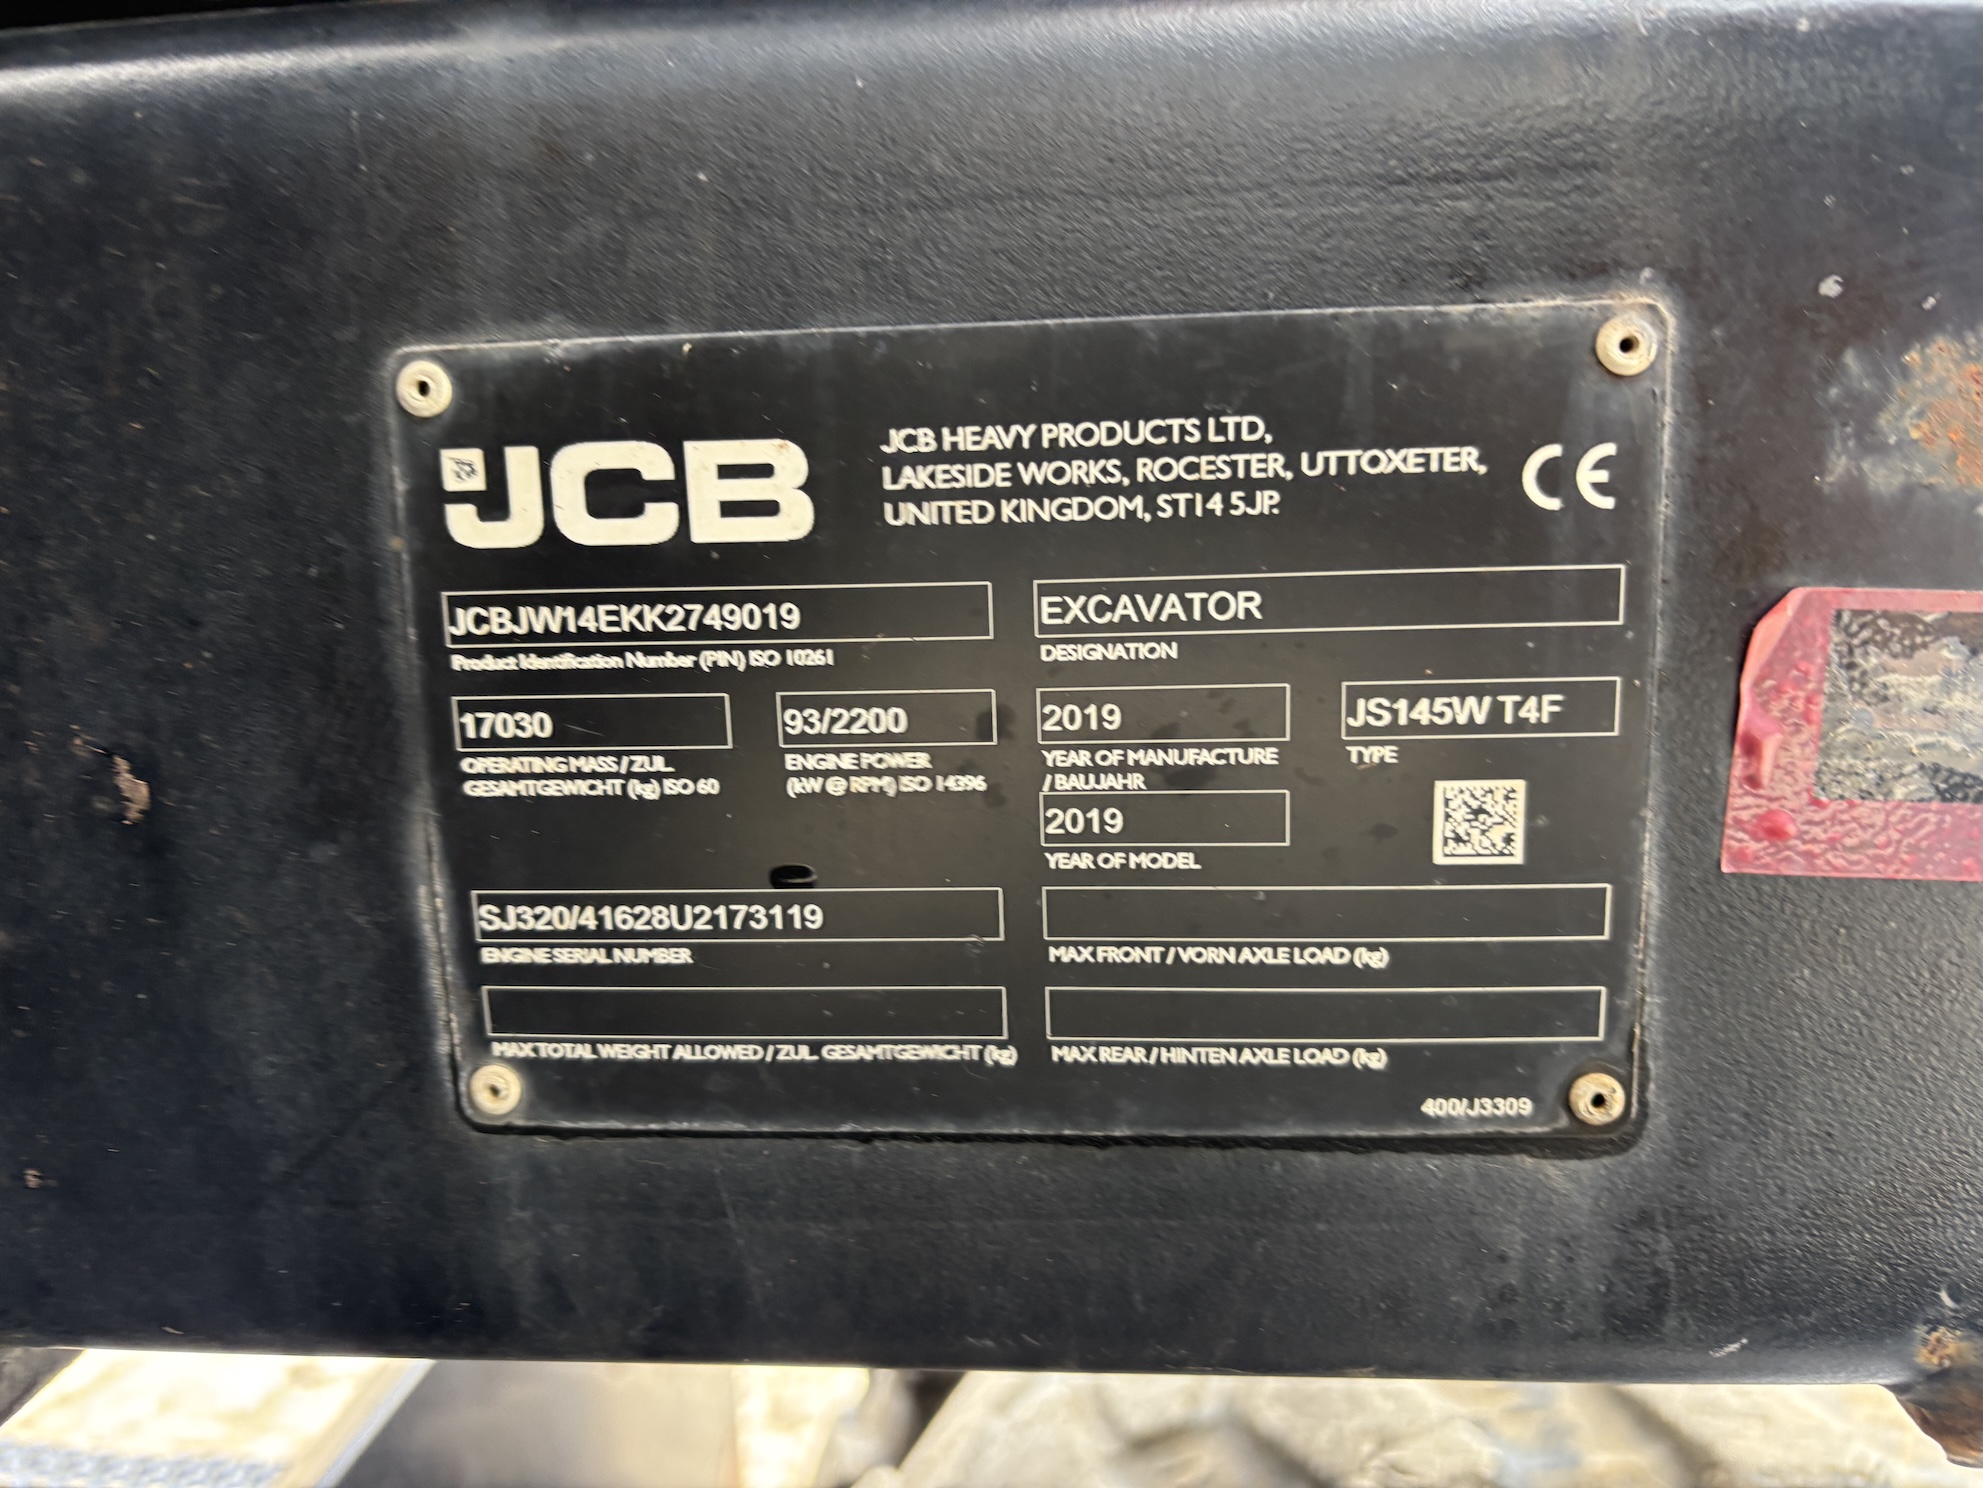 JCB
JCB HEAVY PRODUCTS LTD,
LAKESIDE WORKS, ROCESTER, UTTOXETER,
UNITED KINGDOM, ST14 5JP.
CE
JCBJW14EKK2749019
Product Identification Number (PIN) ISO 10261
EXCAVATOR
DESIGNATION
17030
OPERATING MASS / ZUL.
GESAMTGEWICHT (kg) ISO 60
93/2200
ENGINE POWER
(kW @ RPM) ISO 14396
2019
YEAR OF MANUFACTURE
/ BAUJAHR
JS145W T4F
TYPE
2019
YEAR OF MODEL
SJ320/41628U2173119
ENGINE SERIAL NUMBER
MAX FRONT / VORN AXLE LOAD (kg)
MAX TOTAL WEIGHT ALLOWED / ZUL. GESAMTGEWICHT (kg)
MAX REAR / HINTEN AXLE LOAD (kg)
400/J3309